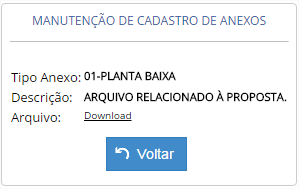 MANUTENÇÃO DE CADASTRO DE ANEXOS
Tipo Anexo: 01-PLANTA BAIXA
Descrição: ARQUIVO RELACIONADO À PROPOSTA.
Arquivo: Download
Voltar